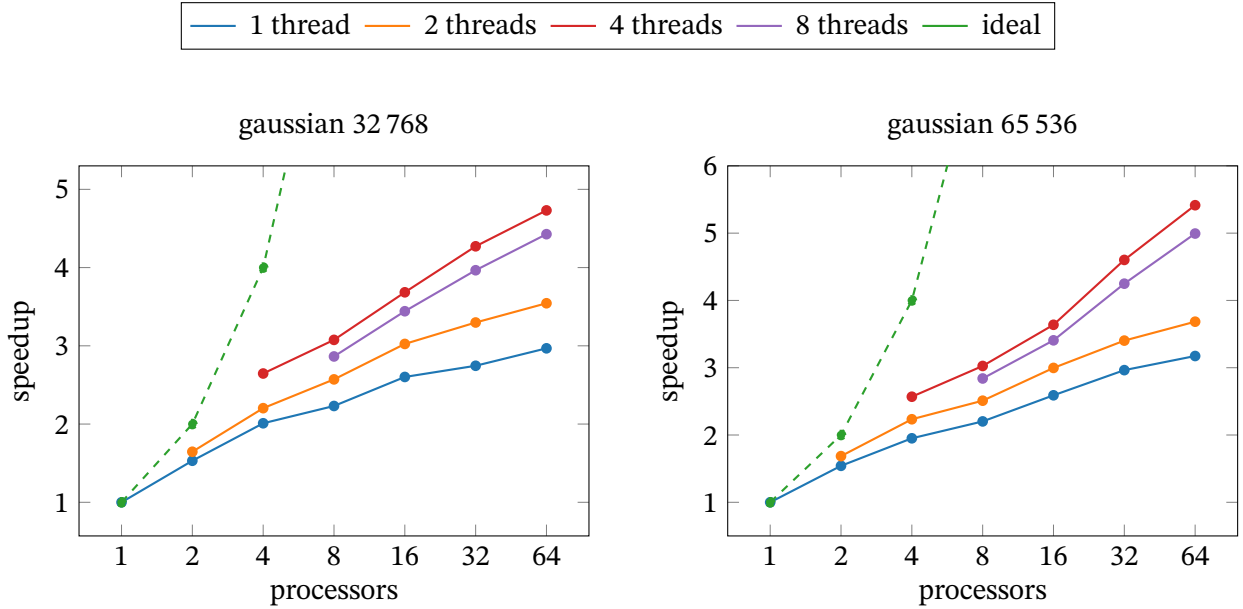 1 thread 2 threads 4 threads 8 threads ideal
gaussian 32 768
5
4
3
2
1
speedup
1 2 4 8 16 32 64
processors
gaussian 65 536
6
5
4
3
2
1
speedup
1 2 4 8 16 32 64
processors